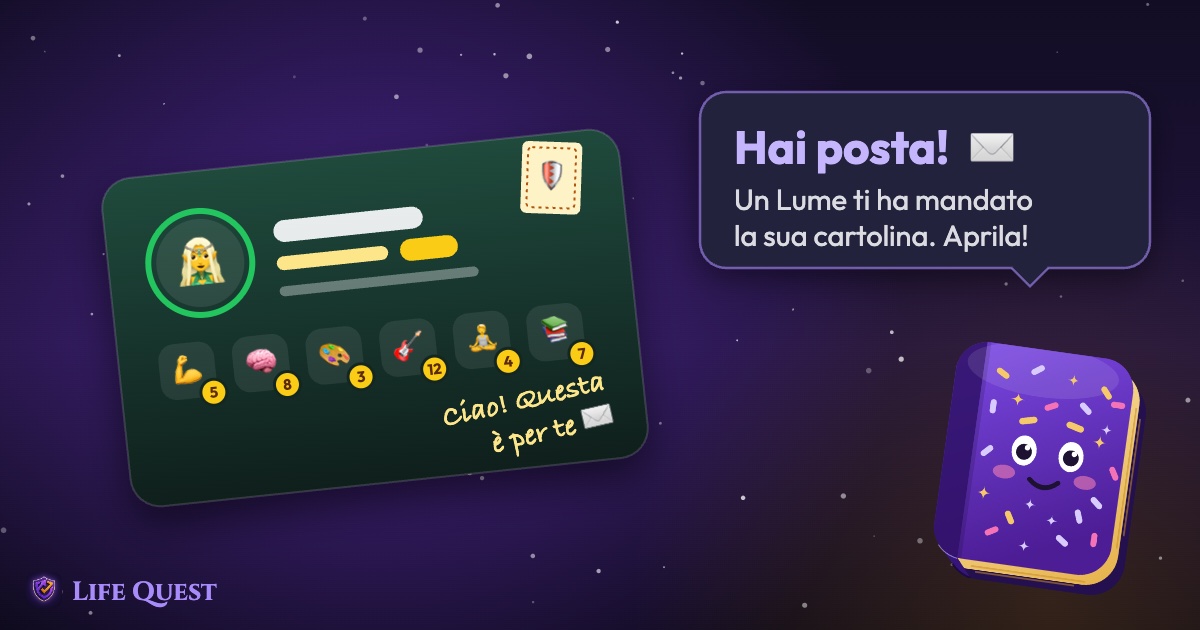 Hai posta! ✉️
Un Lume ti ha mandato
la sua cartolina. Aprila!
5
8
3
12
4
7
Ciao! Questa
è per te ✉️
LIFE QUEST